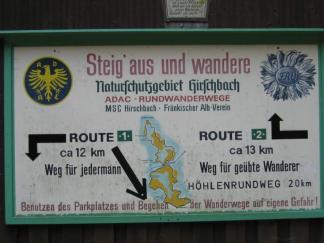 Steig aus und wandere
Naturschutzgebiet Hirschbach
ADAC - RUNDWANDERWEGE
MSC Hirschbach - Fränkischer Alb-Verein
ROUTE -1-
ca 12 km
Weg für jedermann
ROUTE -2-
ca 13 km
Weg für geübte Wanderer
HÖHLENRUNDWEG 20km
Benützen des Parkplatzes und Begehen der Wanderwege auf eigene Gefahr!